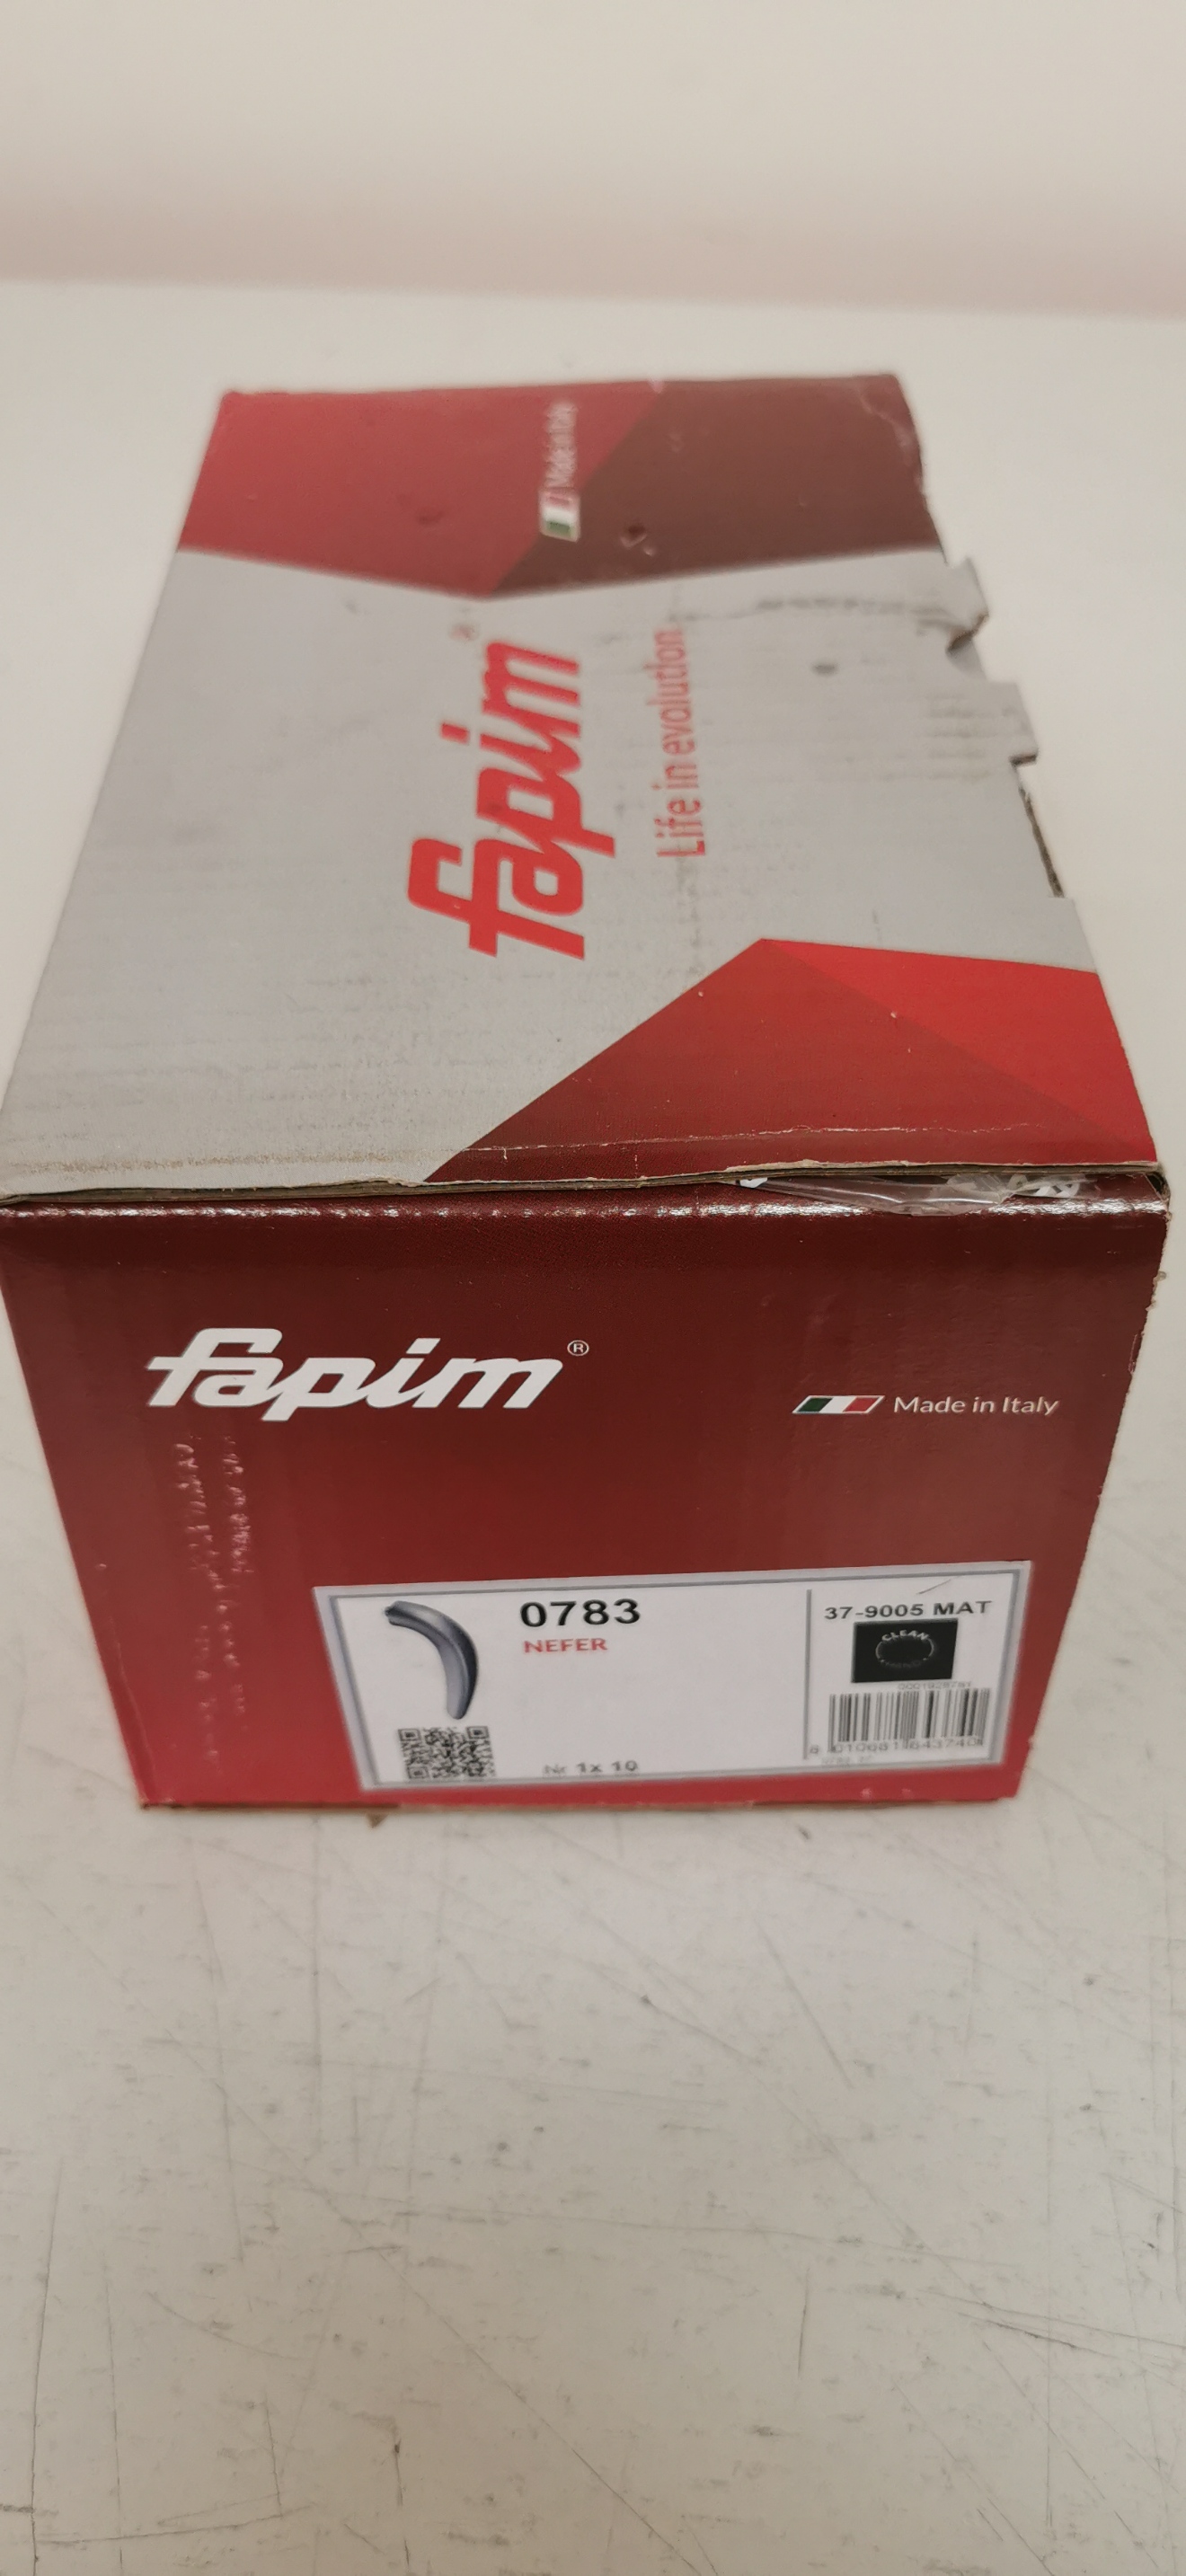 Made in Italy
fapim®
Life in evolution
fapim®
Made in Italy
0783
NEFER
37-9005 MAT
CLEAN
Nr 1x 10